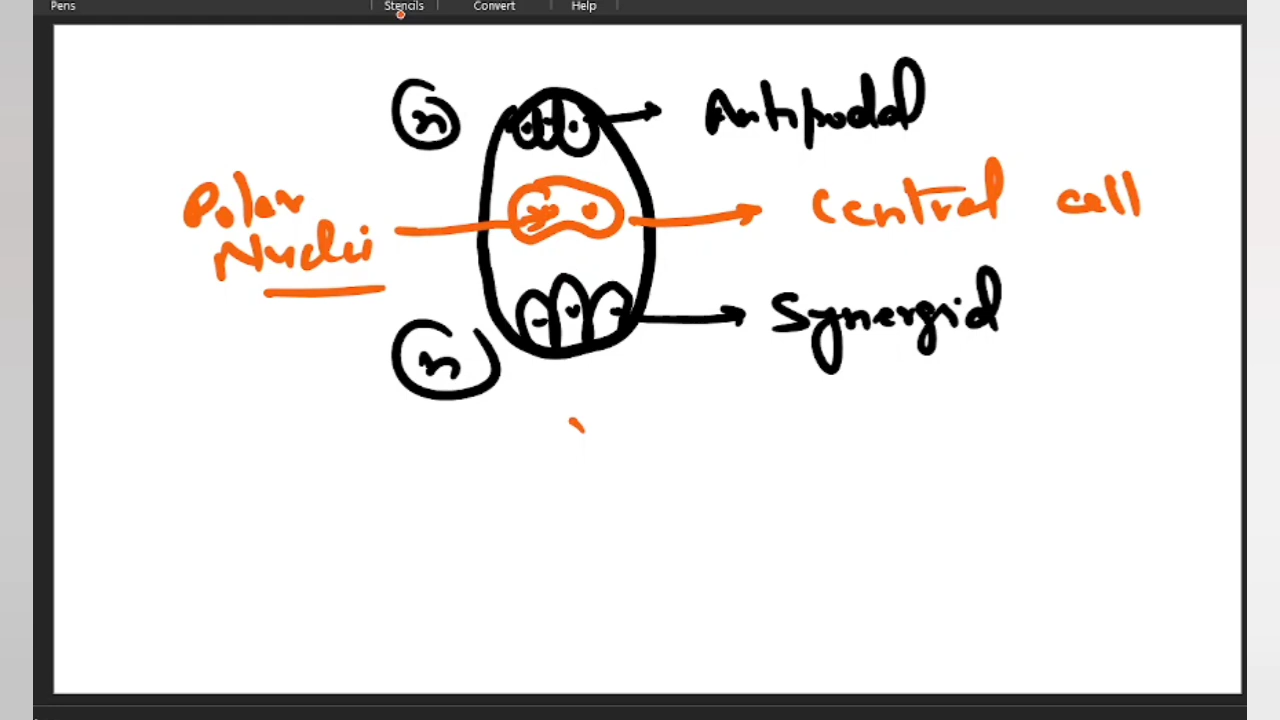 Pens Stencils Convert Help
n
Antipodal
Polar
Nuclei
Central cell
Synergid
n